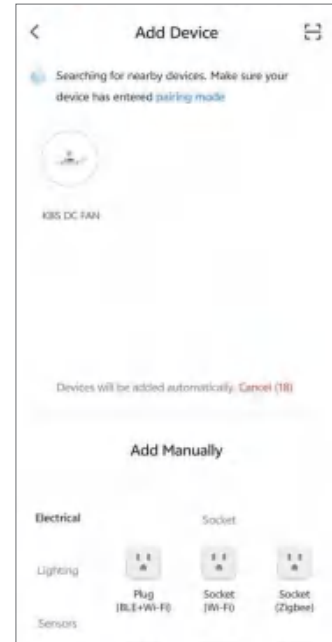 Add Device
Searching for nearby devices. Make sure your
device has entered pairing mode
KBS DC FAN
Devices will be added automatically. Cancel (18)
Add Manually
Electrical
Socket
Lighting
Plug
(BLE+Wi-Fi)
Socket
(Wi-Fi)
Socket
(Zigbee)
Sensors